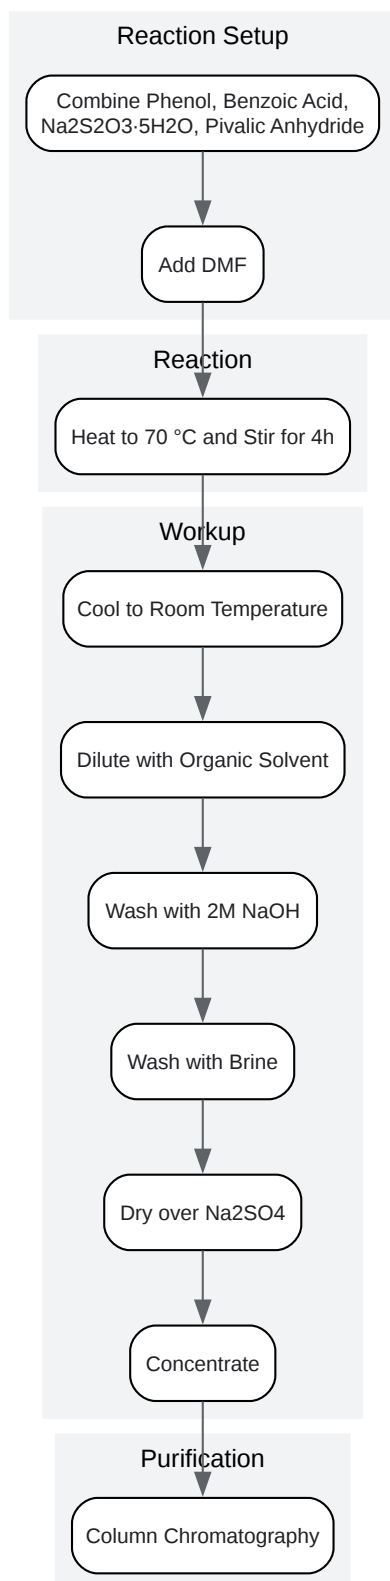 Reaction Setup
Combine Phenol, Benzoic Acid,
Na2S2O3·5H2O, Pivalic Anhydride
Add DMF
Reaction
Heat to 70 °C and Stir for 4h
Workup
Cool to Room Temperature
Dilute with Organic Solvent
Wash with 2M NaOH
Wash with Brine
Dry over Na2SO4
Concentrate
Purification
Column Chromatography